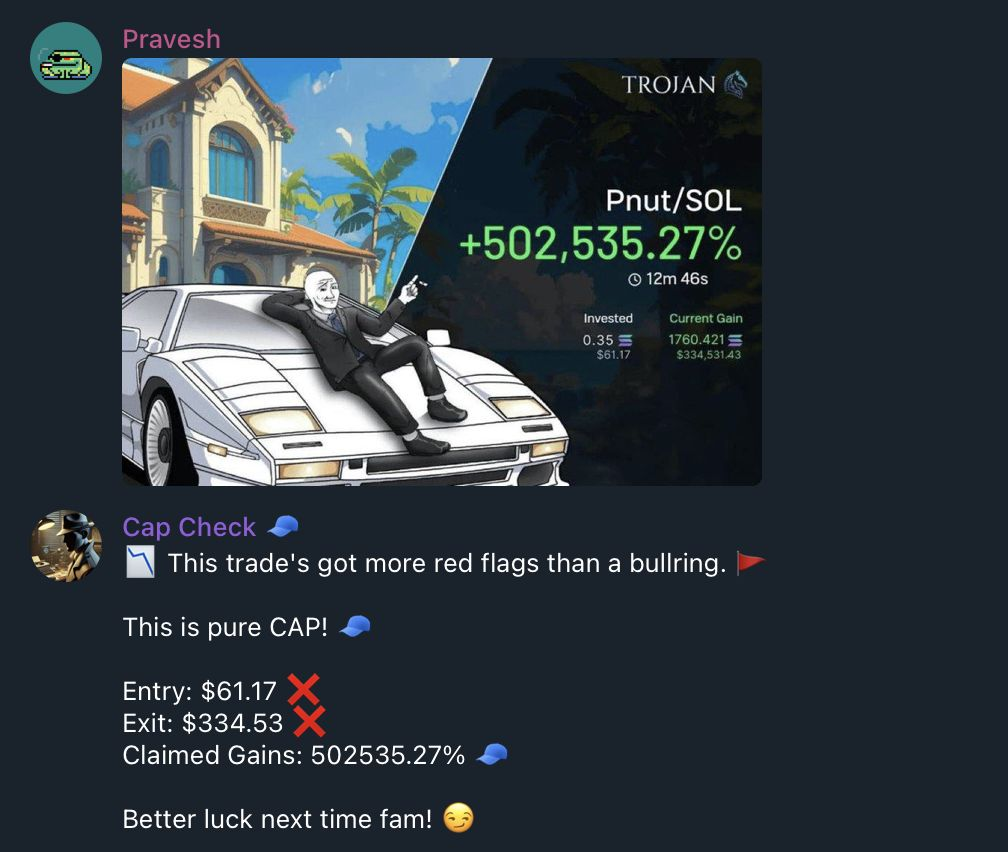 Pravesh
TROJAN
Pnut/SOL
+502,535.27%
12m 46s
Invested Current Gain
0.35 1760.421
$61.17 $334,531.43
Cap Check 🧢
📉 This trade's got more red flags than a bullring. 🚩
This is pure CAP! 🧢
Entry: $61.17 ❌
Exit: $334.53 ❌
Claimed Gains: 502535.27% 🧢
Better luck next time fam! 😏